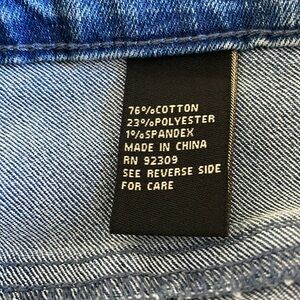 76%COTTON
23%POLYESTER
1%SPANDEX
MADE IN CHINA
RN 92309
SEE REVERSE SIDE
FOR CARE